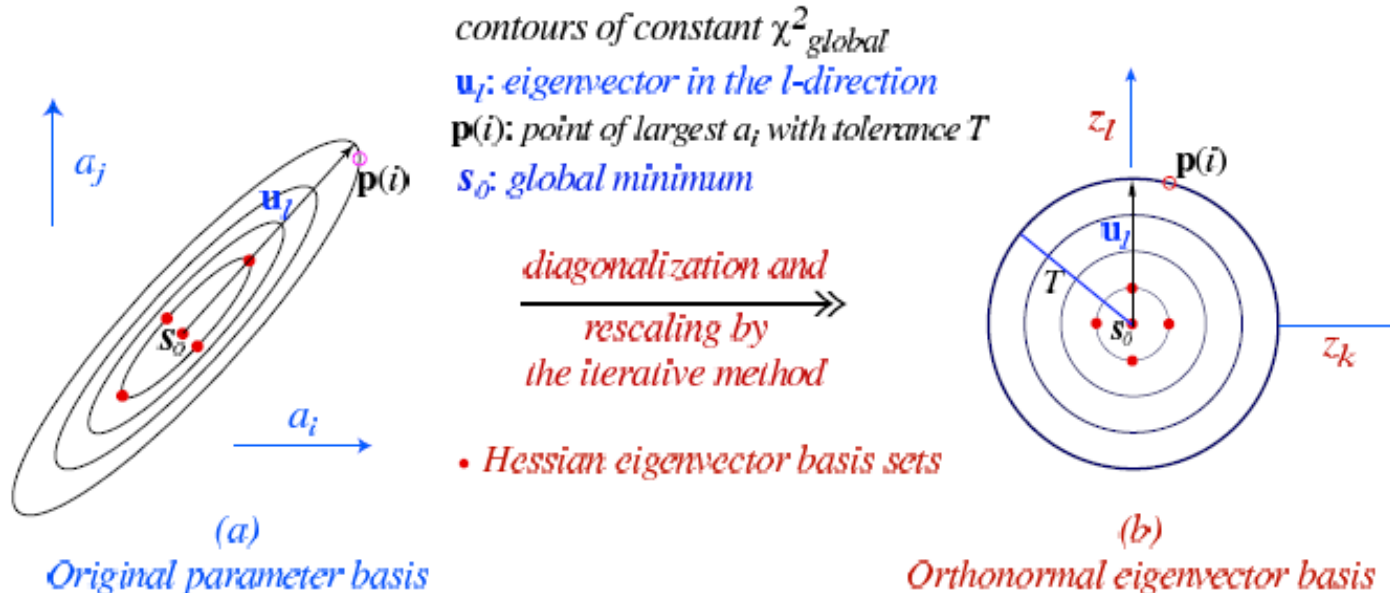 contours of constant χ²global
uₗ: eigenvector in the l-direction
p(i): point of largest aᵢ with tolerance T
s₀: global minimum
aⱼ
p(i)
uₗ
s₀
aᵢ
diagonalization and
rescaling by
the iterative method
• Hessian eigenvector basis sets
zₗ
p(i)
uₗ
T
s₀
zₖ
(a)
Original parameter basis
(b)
Orthonormal eigenvector basis